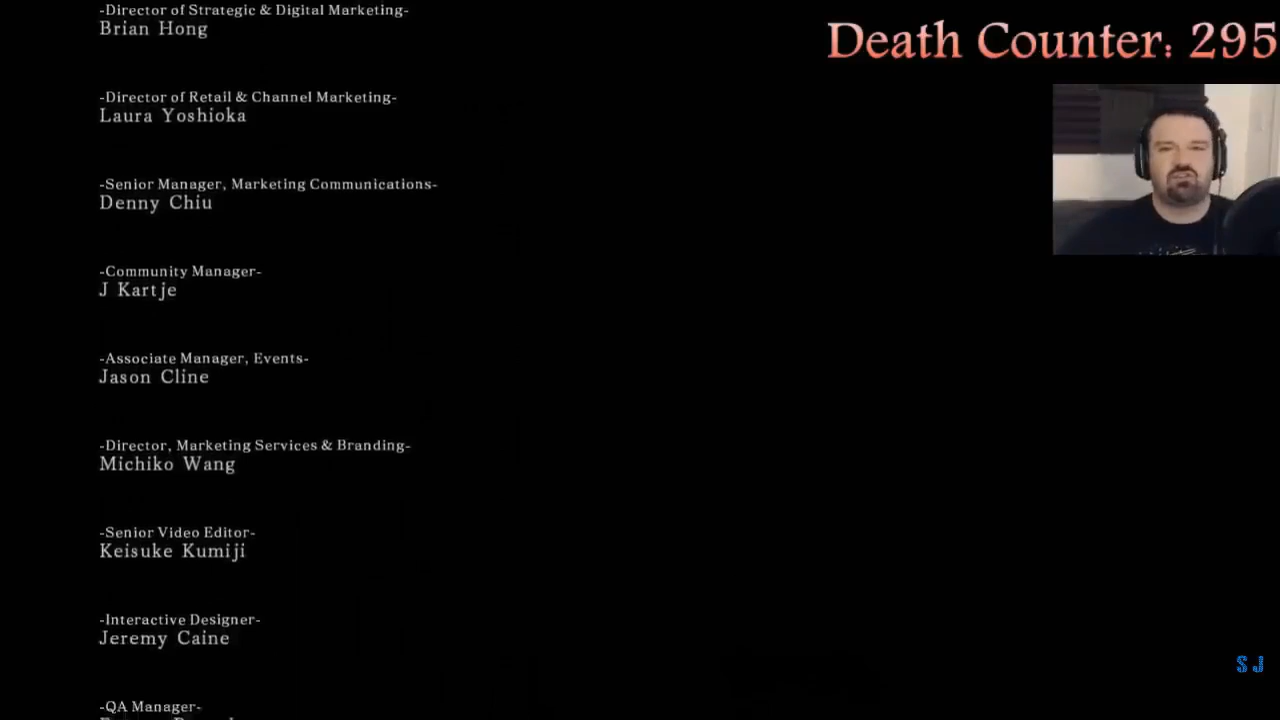 -Director of Strategic & Digital Marketing-
Brian Hong
Death Counter: 295
-Director of Retail & Channel Marketing-
Laura Yoshioka
-Senior Manager, Marketing Communications-
Denny Chiu
-Community Manager-
J Kartje
-Associate Manager, Events-
Jason Cline
-Director, Marketing Services & Branding-
Michiko Wang
-Senior Video Editor-
Keisuke Kumiji
-Interactive Designer-
Jeremy Caine
SJ
-QA Manager-